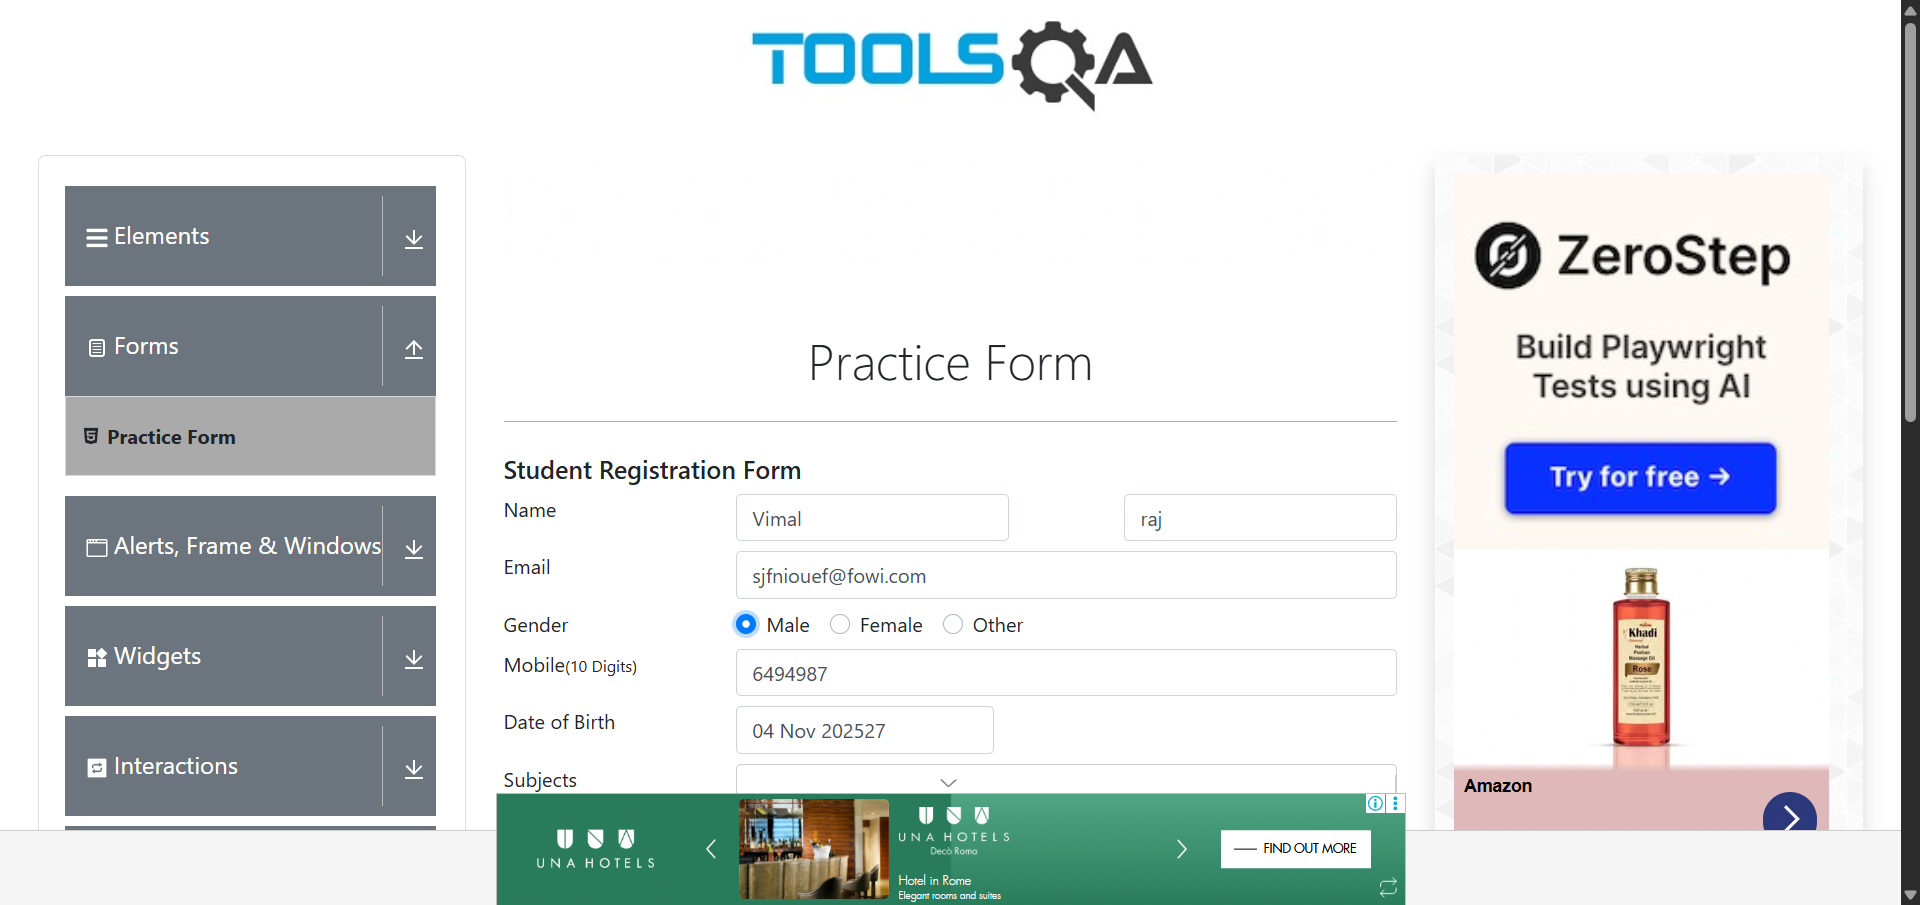 TOOLSQA
Elements
Forms
Practice Form
Alerts, Frame & Windows
Widgets
Interactions
Practice Form
Student Registration Form
Name
Vimal
raj
Email
sjfniouef@fowi.com
Gender
Male
Female
Other
Mobile(10 Digits)
6494987
Date of Birth
04 Nov 202527
Subjects
UNA HOTELS
UNA HOTELS
Decò Roma
Hotel in Rome
Elegant rooms and suites
FIND OUT MORE
ZeroStep
Build Playwright
Tests using AI
Try for free →
Khadi
Herbal
Rose
Amazon